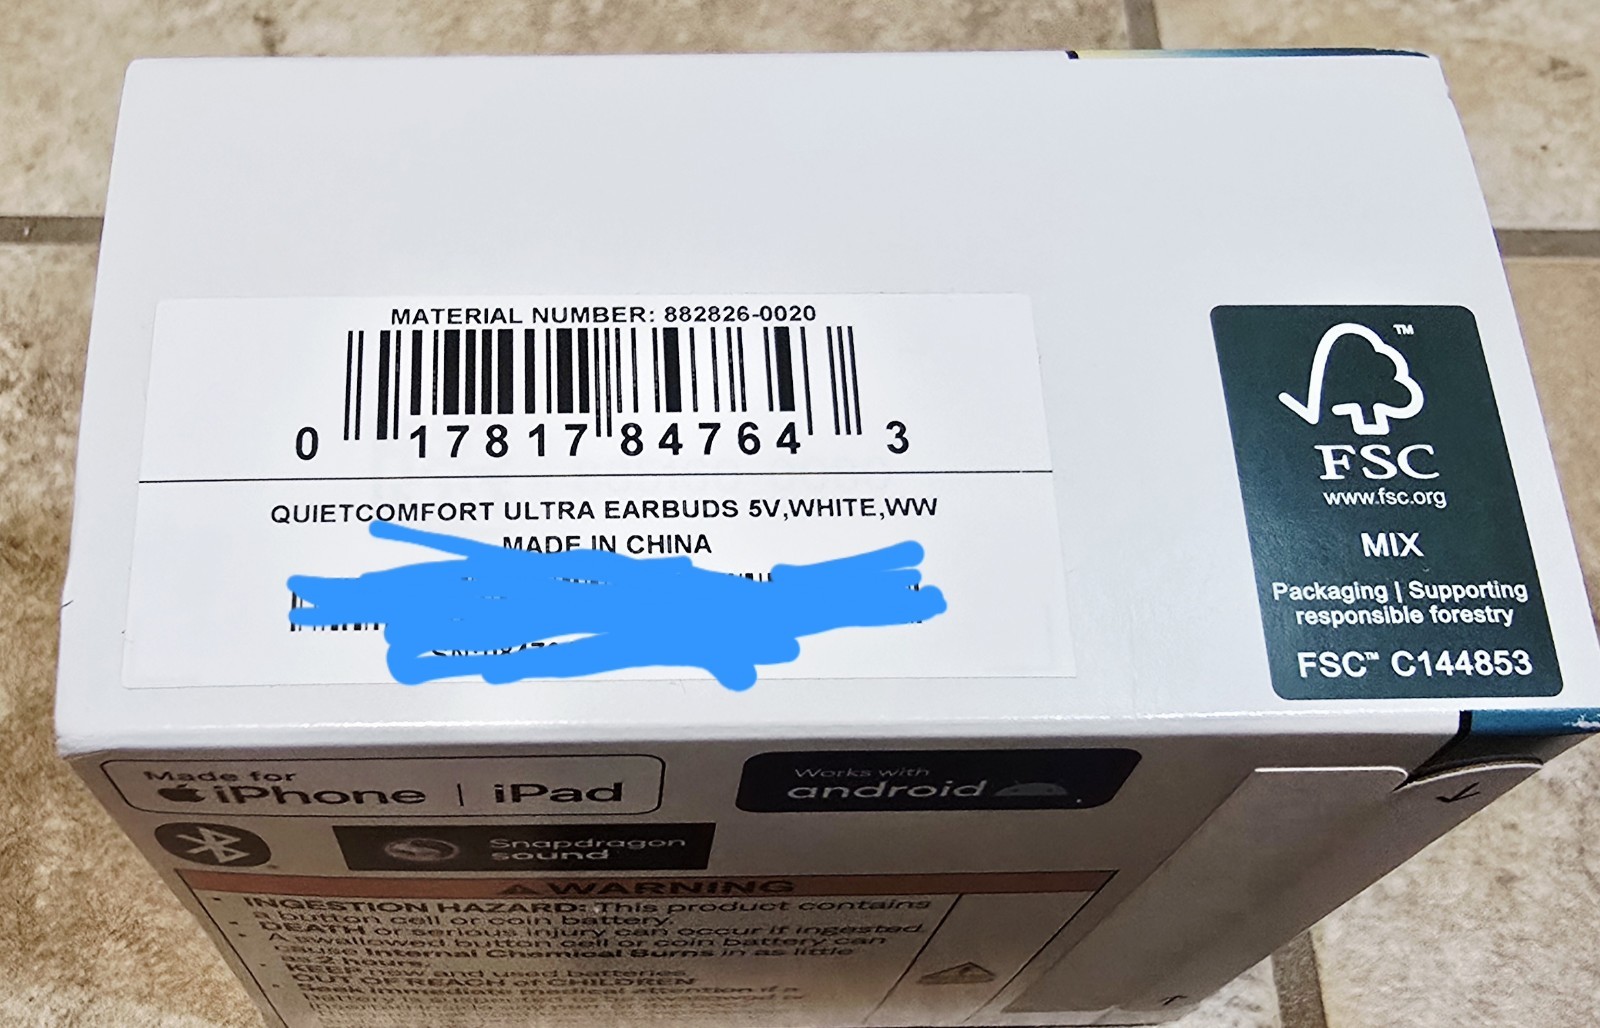 MATERIAL NUMBER: 882826-0020
0 17817 84764 3
QUIETCOMFORT ULTRA EARBUDS 5V,WHITE,WW
MADE IN CHINA
TM
FSC
www.fsc.org
MIX
Packaging | Supporting
responsible forestry
FSC™ C144853
Made for
iPhone | iPad
Works with
android
Snapdragon
sound
WARNING
INGESTION HAZARD: This product contains
a button cell or coin battery.
DEATH or serious injury can occur if ingested.
A swallowed button cell or coin battery can
Internal Chemical Burns in as little
KEEP new and used batteries
OUT OF REACH of CHILDREN